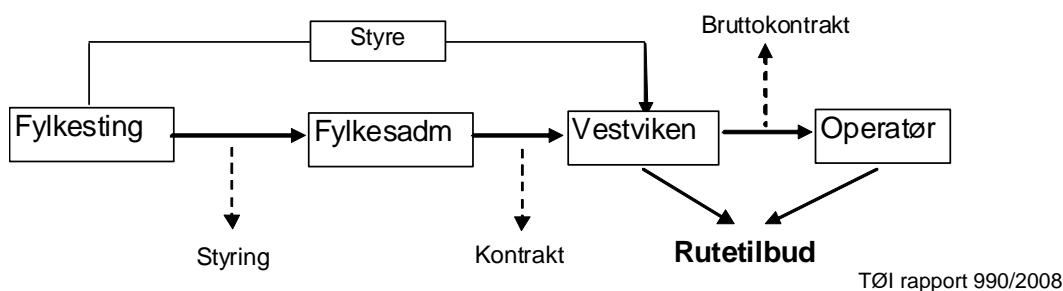 Styre
Bruttokontrakt
Fylkesting
Fylkesadm
Vestviken
Operatør
Styring
Kontrakt
Rutetilbud
TØI rapport 990/2008